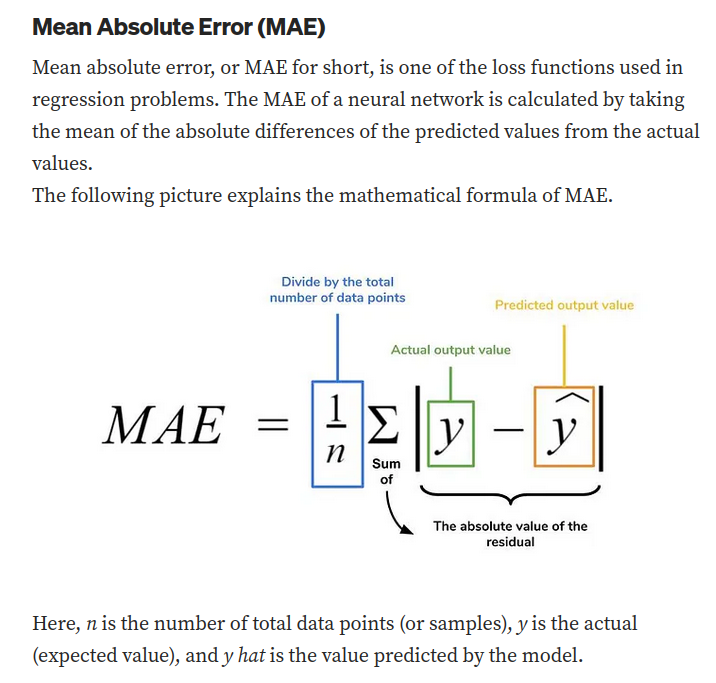 Mean Absolute Error (MAE)
Mean absolute error, or MAE for short, is one of the loss functions used in
regression problems. The MAE of a neural network is calculated by taking
the mean of the absolute differences of the predicted values from the actual
values.
The following picture explains the mathematical formula of MAE.
Divide by the total
number of data points
Predicted output value
Actual output value
MAE = 1/n Σ |y − ŷ|
Sum
of
The absolute value of the
residual
Here, n is the number of total data points (or samples), y is the actual
(expected value), and y hat is the value predicted by the model.